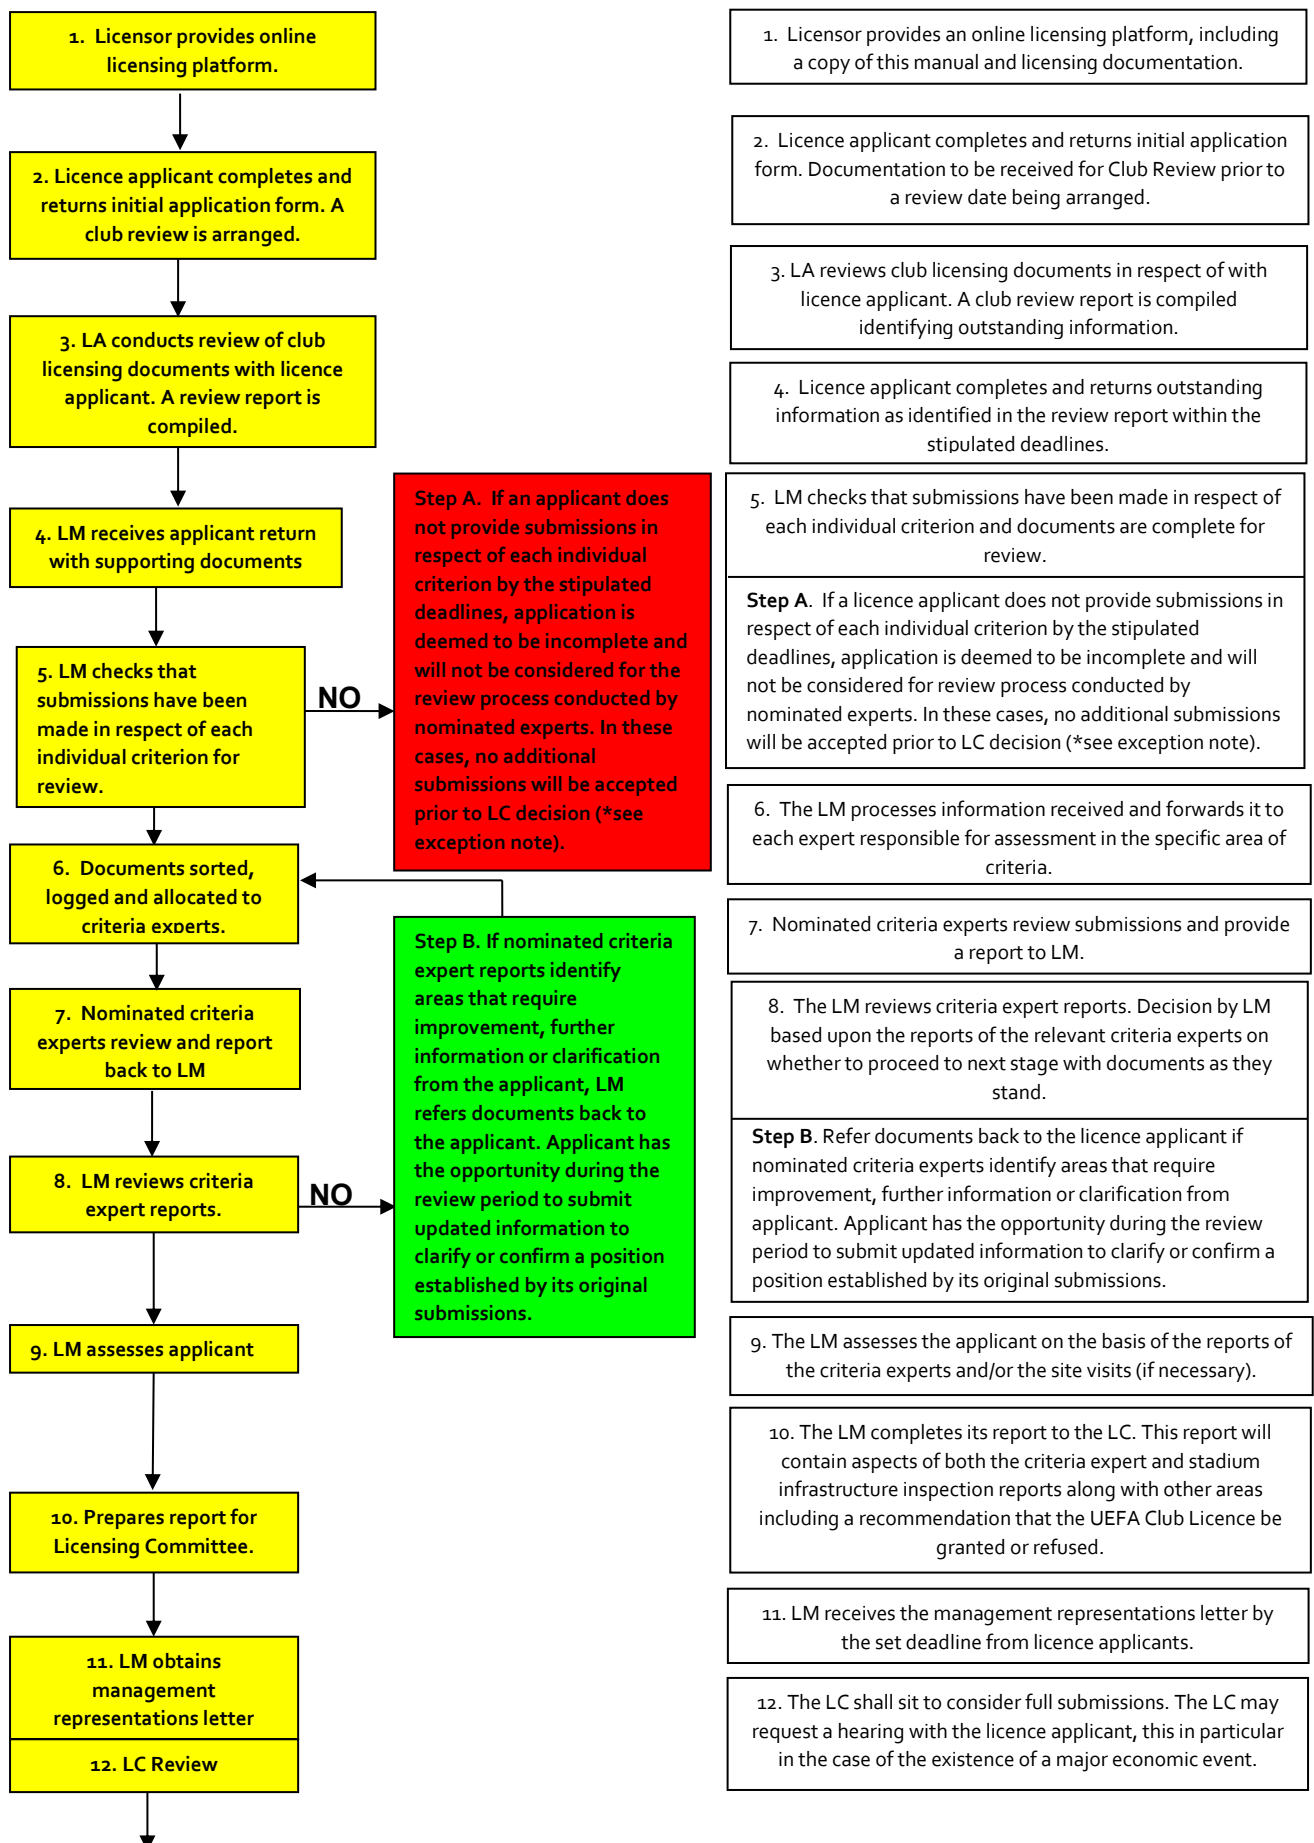 1. Licensor provides online
licensing platform.
2. Licence applicant completes and
returns initial application form. A
club review is arranged.
3. LA conducts review of club
licensing documents with licence
applicant. A review report is
compiled.
4. LM receives applicant return
with supporting documents
5. LM checks that
submissions have been
made in respect of each
individual criterion for
review.
NO
Step A. If an applicant does
not provide submissions in
respect of each individual
criterion by the stipulated
deadlines, application is
deemed to be incomplete and
will not be considered for the
review process conducted by
nominated experts. In these
cases, no additional
submissions will be accepted
prior to LC decision (*see
exception note).
6. Documents sorted,
logged and allocated to
criteria experts.
7. Nominated criteria
experts review and report
back to LM
8. LM reviews criteria
expert reports.
NO
Step B. If nominated criteria
expert reports identify
areas that require
improvement, further
information or clarification
from the applicant, LM
refers documents back to
the applicant. Applicant has
the opportunity during the
review period to submit
updated information to
clarify or confirm a position
established by its original
submissions.
9. LM assesses applicant
10. Prepares report for
Licensing Committee.
11. LM obtains
management
representations letter
12. LC Review
1. Licensor provides an online licensing platform, including
a copy of this manual and licensing documentation.
2. Licence applicant completes and returns initial application
form. Documentation to be received for Club Review prior to
a review date being arranged.
3. LA reviews club licensing documents in respect of with
licence applicant. A club review report is compiled
identifying outstanding information.
4. Licence applicant completes and returns outstanding
information as identified in the review report within the
stipulated deadlines.
5. LM checks that submissions have been made in respect of
each individual criterion and documents are complete for
review.
Step A. If a licence applicant does not provide submissions in
respect of each individual criterion by the stipulated
deadlines, application is deemed to be incomplete and will
not be considered for review process conducted by
nominated experts. In these cases, no additional submissions
will be accepted prior to LC decision (*see exception note).
6. The LM processes information received and forwards it to
each expert responsible for assessment in the specific area of
criteria.
7. Nominated criteria experts review submissions and provide
a report to LM.
8. The LM reviews criteria expert reports. Decision by LM
based upon the reports of the relevant criteria experts on
whether to proceed to next stage with documents as they
stand.
Step B. Refer documents back to the licence applicant if
nominated criteria experts identify areas that require
improvement, further information or clarification from
applicant. Applicant has the opportunity during the review
period to submit updated information to clarify or confirm a
position established by its original submissions.
9. The LM assesses the applicant on the basis of the reports of
the criteria experts and/or the site visits (if necessary).
10. The LM completes its report to the LC. This report will
contain aspects of both the criteria expert and stadium
infrastructure inspection reports along with other areas
including a recommendation that the UEFA Club Licence be
granted or refused.
11. LM receives the management representations letter by
the set deadline from licence applicants.
12. The LC shall sit to consider full submissions. The LC may
request a hearing with the licence applicant, this in particular
in the case of the existence of a major economic event.